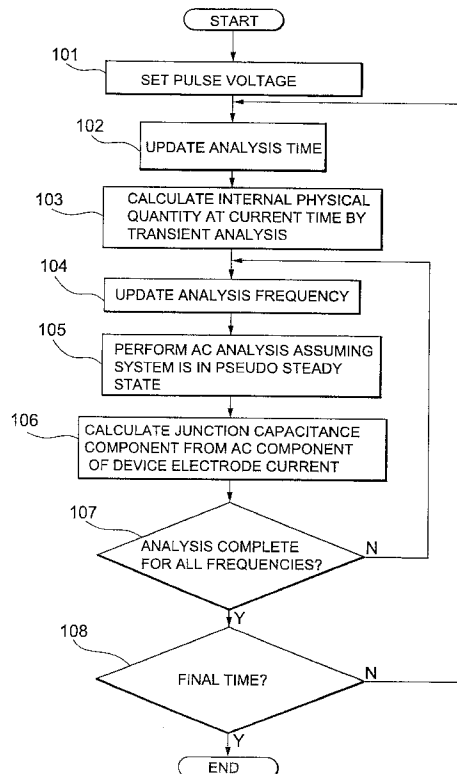 START
101
SET PULSE VOLTAGE
102
UPDATE ANALYSIS TIME
103
CALCULATE INTERNAL PHYSICAL
QUANTITY AT CURRENT TIME BY
TRANSIENT ANALYSIS
104
UPDATE ANALYSIS FREQUENCY
105
PERFORM AC ANALYSIS ASSUMING
SYSTEM IS IN PSEUDO STEADY
STATE
106
CALCULATE JUNCTION CAPACITANCE
COMPONENT FROM AC COMPONENT
OF DEVICE ELECTRODE CURRENT
107
ANALYSIS COMPLETE
FOR ALL FREQUENCIES?
N
Y
108
FINAL TIME?
N
Y
END